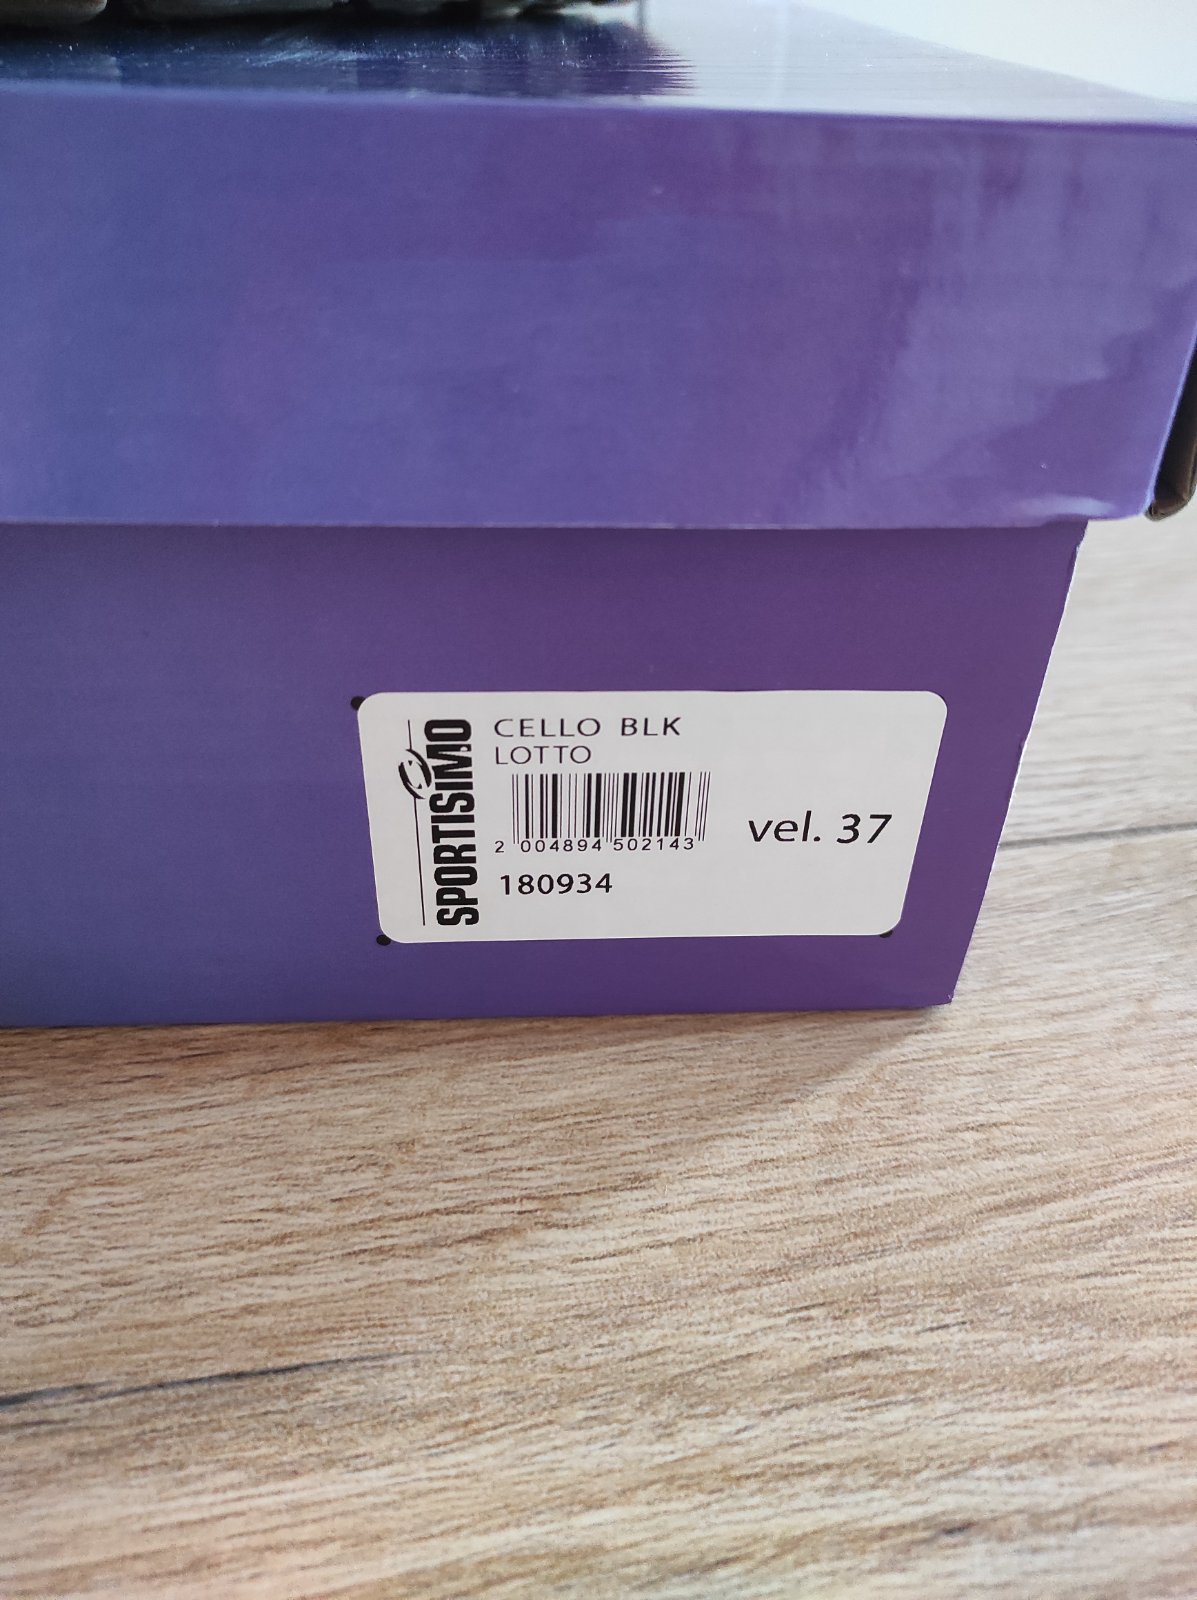 SPORTISIMO
CELLO BLK
LOTTO
2 004894 502143
180934
vel. 37